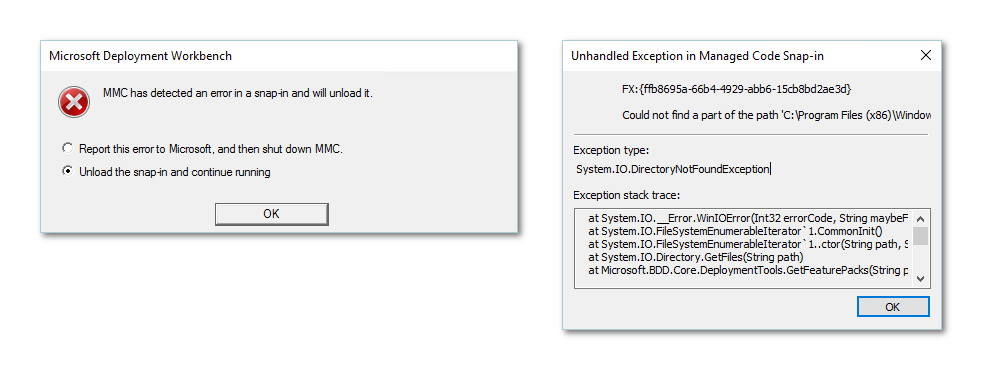 Microsoft Deployment Workbench
MMC has detected an error in a snap-in and will unload it.
Report this error to Microsoft, and then shut down MMC.
Unload the snap-in and continue running
OK
Unhandled Exception in Managed Code Snap-in
FX:{ffb8695a-66b4-4929-abb6-15cb8bd2ae3d}
Could not find a part of the path 'C:\Program Files (x86)\Window
Exception type:
System.IO.DirectoryNotFoundException
Exception stack trace:
at System.IO.__Error.WinIOError(Int32 errorCode, String maybeF
at System.IO.FileSystemEnumerableIterator`1.CommonInit()
at System.IO.FileSystemEnumerableIterator`1..ctor(String path, S
at System.IO.Directory.GetFiles(String path)
at Microsoft.BDD.Core.DeploymentTools.GetFeaturePacks(String p
OK